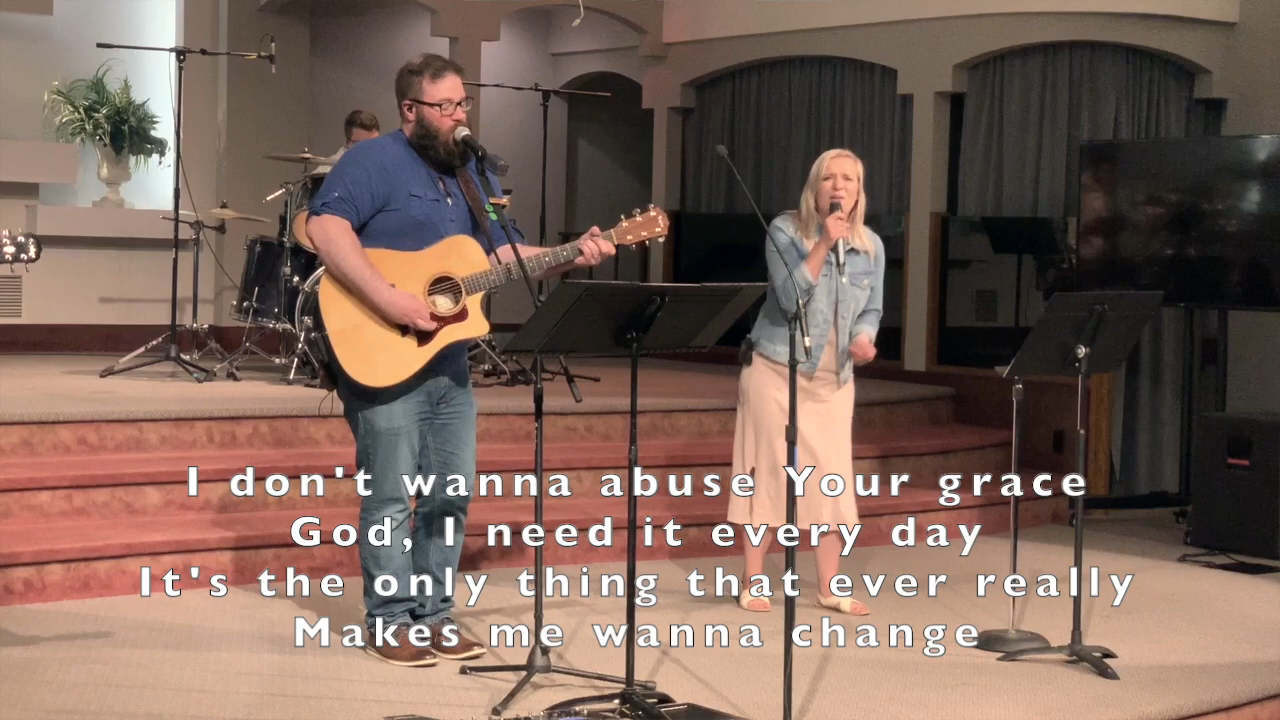 I don't wanna abuse Your grace
God, I need it every day
It's the only thing that ever really
Makes me wanna change